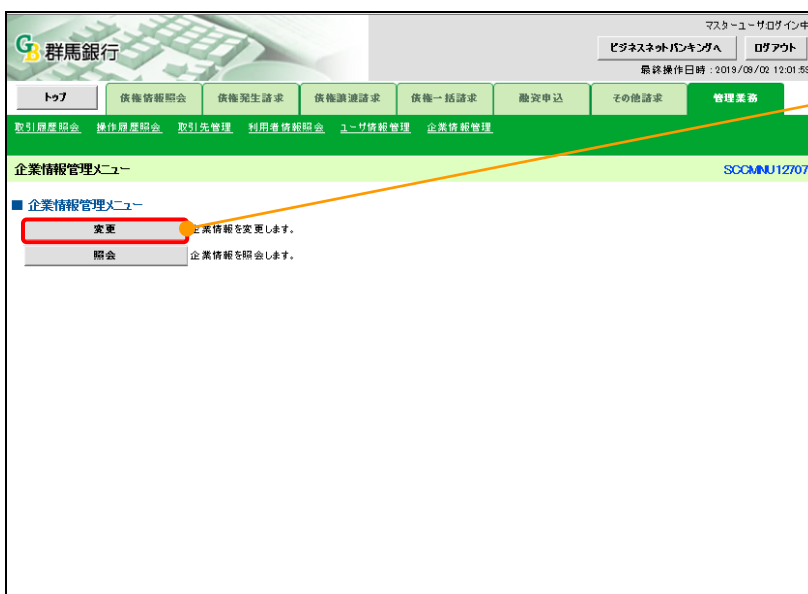 マスターユーザログイン中
GB 群馬銀行
ビジネスネットバンキングへ ログアウト
最終操作日時：2019/09/02 12:01:59
トップ 債権情報照会 債権発生請求 債権譲渡請求 債権一括請求 融資申込 その他請求 管理業務
取引履歴照会 操作履歴照会 取引先管理 利用者情報照会 ユーザ情報管理 企業情報管理
企業情報管理メニュー SCCMNU12707
■ 企業情報管理メニュー
変更 企業情報を変更します。
照会 企業情報を照会します。